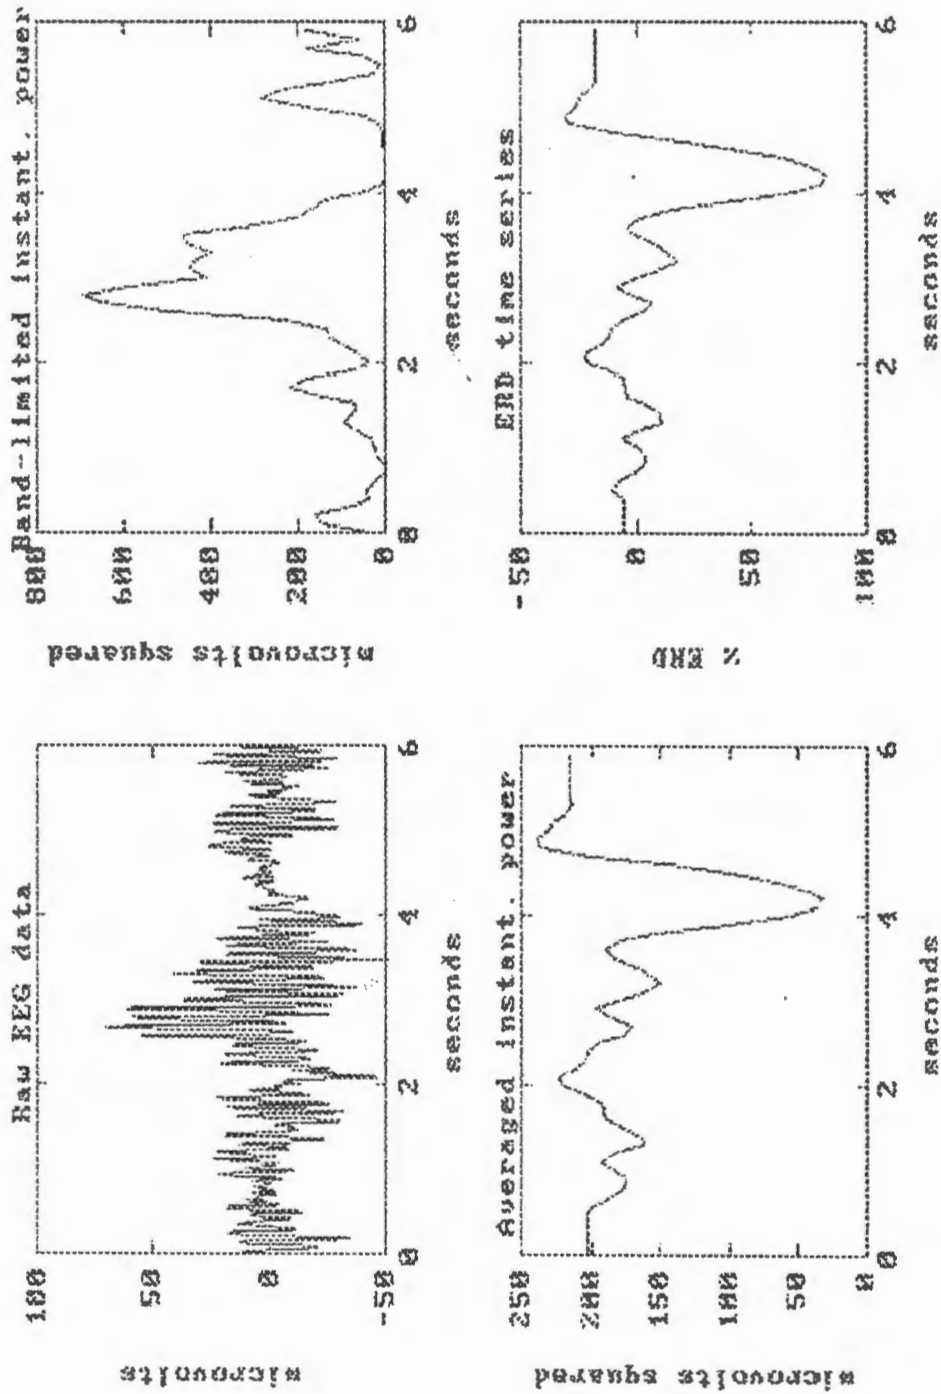 Raw EEG data
microvolts
100
50
0
-50
0 2 4 6
seconds
Band-limited instant. power
microvolts squared
800
600
400
200
0
0 2 4 6
seconds
Averaged instant. power
microvolts squared
250
200
150
100
50
0
0 2 4 6
seconds
ERD time series
% ERD
-50
0
50
100
0 2 4 6
seconds